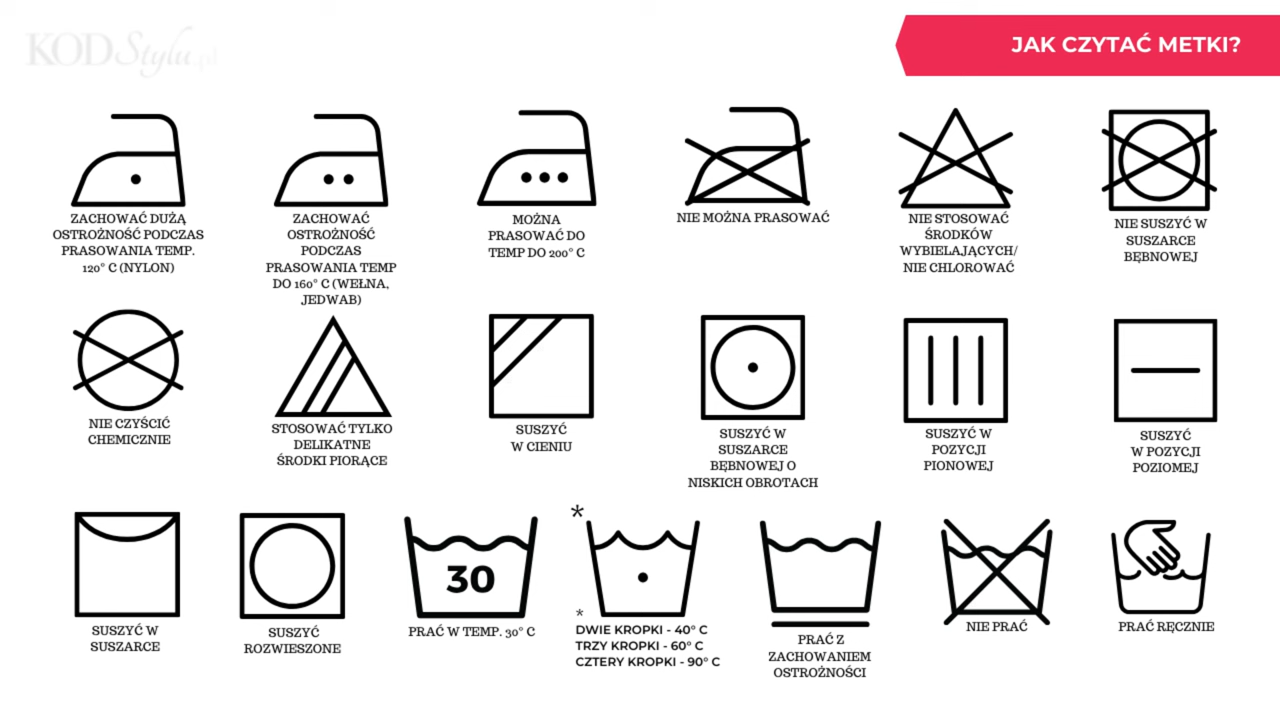 KOD Stylu.pl
JAK CZYTAĆ METKI?
ZACHOWAĆ DUŻĄ
OSTROŻNOŚĆ PODCZAS
PRASOWANIA TEMP.
120° C (NYLON)
ZACHOWAĆ
OSTROŻNOŚĆ
PODCZAS
PRASOWANIA TEMP
DO 160° C (WEŁNA,
JEDWAB)
MOŻNA
PRASOWAĆ DO
TEMP DO 200° C
NIE MOŻNA PRASOWAĆ
NIE STOSOWAĆ
ŚRODKÓW
WYBIELAJĄCYCH/
NIE CHLOROWAĆ
NIE SUSZYĆ W
SUSZARCE
BĘBNOWEJ
NIE CZYŚCIĆ
CHEMICZNIE
STOSOWAĆ TYLKO
DELIKATNE
ŚRODKI PIORĄCE
SUSZYĆ
W CIENIU
SUSZYĆ W
SUSZARCE
BĘBNOWEJ O
NISKICH OBROTACH
SUSZYĆ W
POZYCJI
PIONOWEJ
SUSZYĆ
W POZYCJI
POZIOMEJ
SUSZYĆ W
SUSZARCE
SUSZYĆ
ROZWIESZONE
30
PRAĆ W TEMP. 30° C
*
*
DWIE KROPKI - 40° C
TRZY KROPKI - 60° C
CZTERY KROPKI - 90° C
PRAĆ Z
ZACHOWANIEM
OSTROŻNOŚCI
NIE PRAĆ
PRAĆ RĘCZNIE